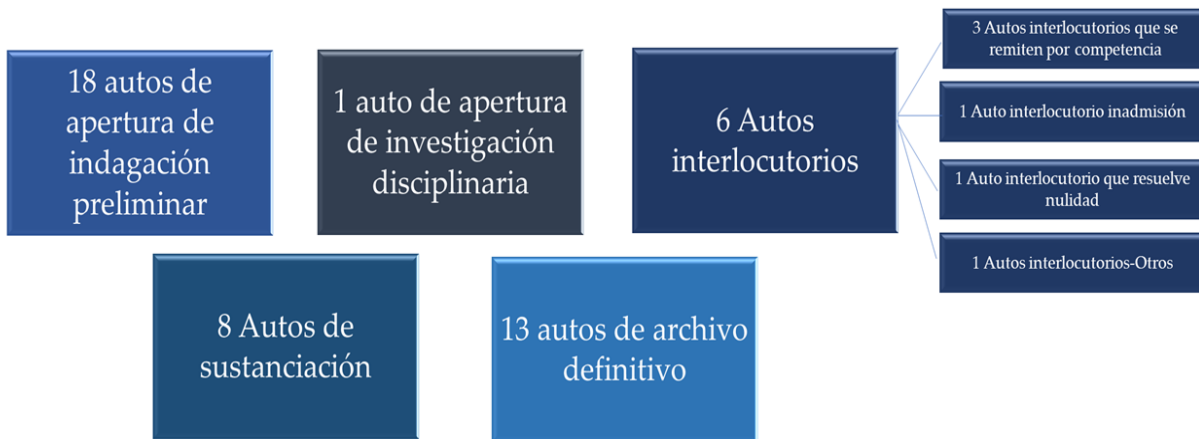 18 autos de
apertura de
indagación
preliminar
1 auto de apertura
de investigación
disciplinaria
6 Autos
interlocutorios
3 Autos interlocutorios que se
remiten por competencia
1 Auto interlocutorio inadmisión
1 Auto interlocutorio que resuelve
nulidad
1 Autos interlocutorios-Otros
8 Autos de
sustanciación
13 autos de archivo
definitivo